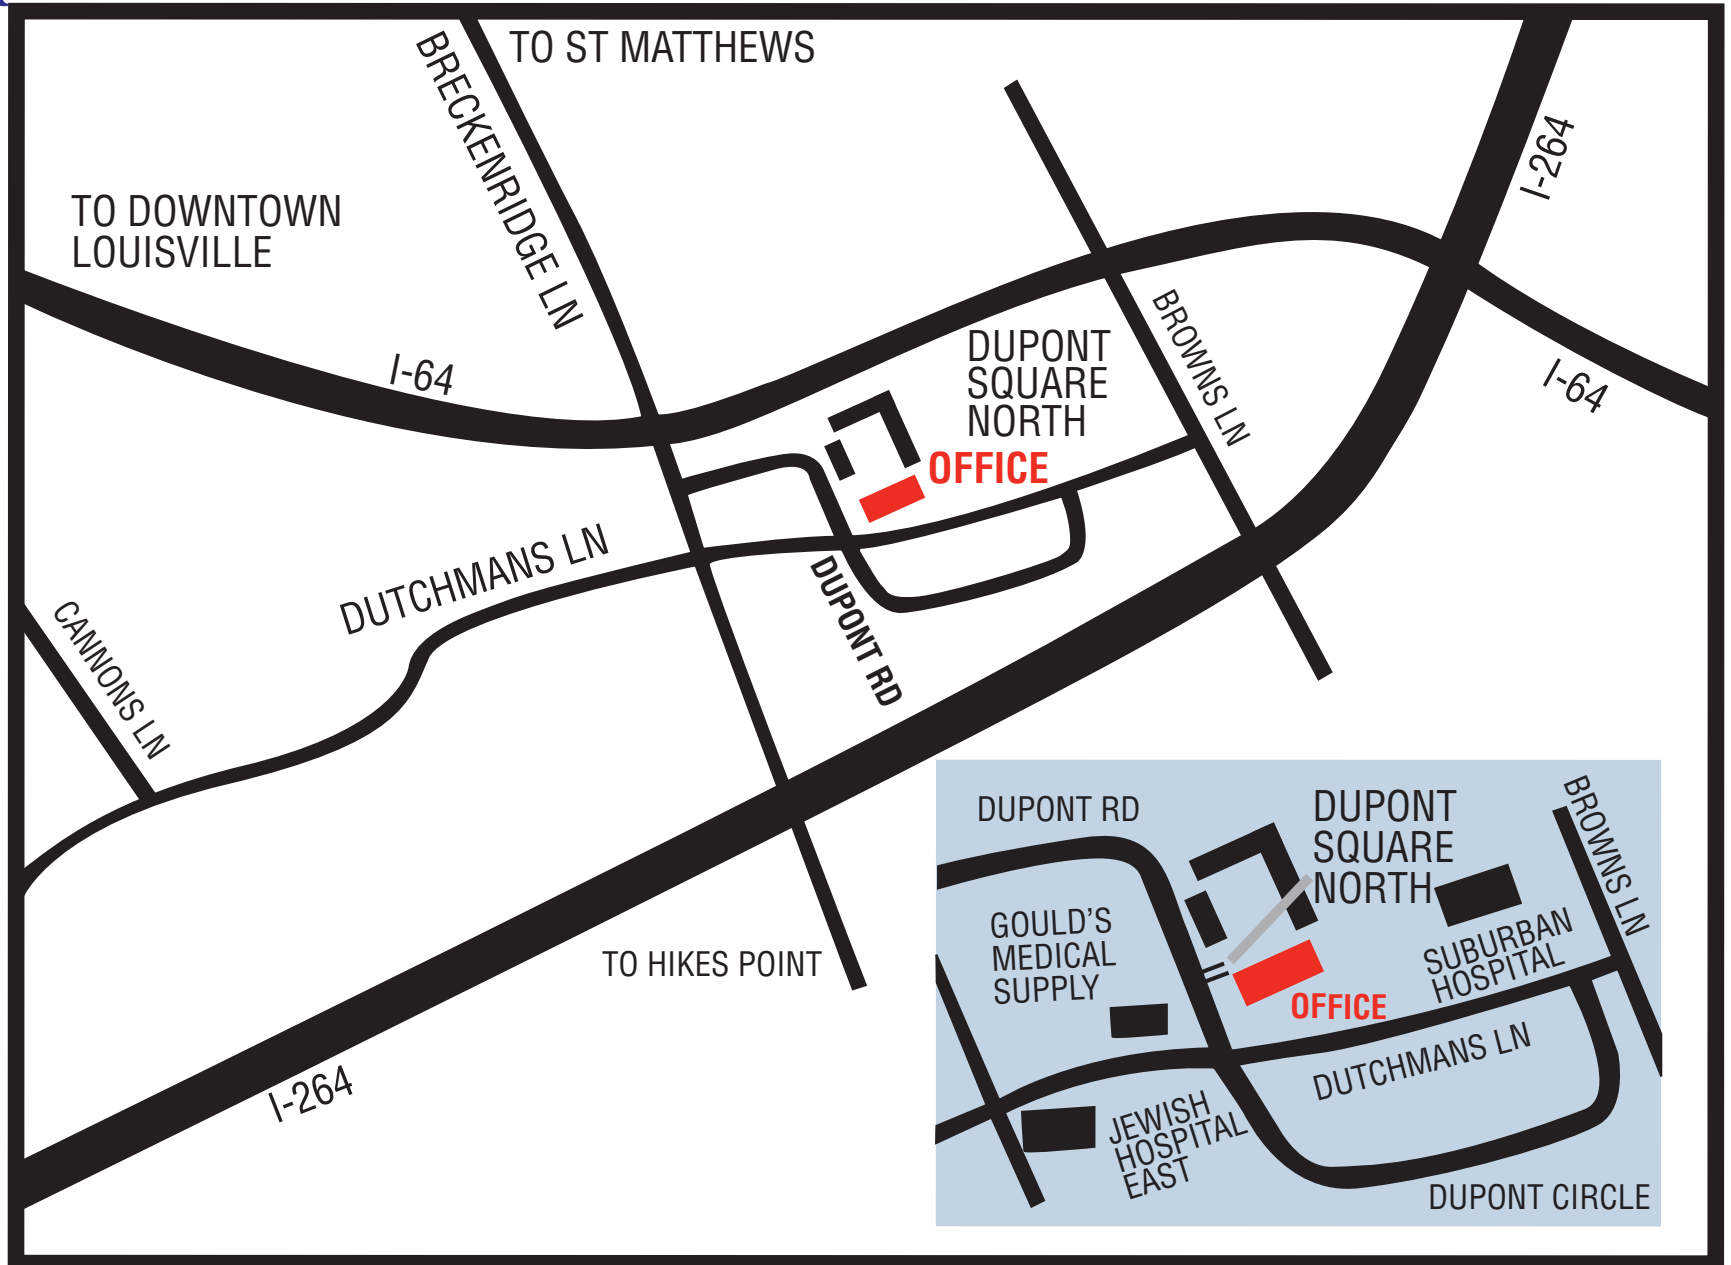 TO ST MATTHEWS
BRECKENRIDGE LN
I-264
TO DOWNTOWN
LOUISVILLE
I-64
DUPONT
SQUARE
NORTH
OFFICE
BROWNS LN
I-64
DUTCHMANS LN
DUPONT RD
CANNONS LN
TO HIKES POINT
I-264
DUPONT RD
DUPONT
SQUARE
NORTH
BROWNS LN
GOULD'S
MEDICAL
SUPPLY
SUBURBAN
HOSPITAL
OFFICE
DUTCHMANS LN
JEWISH
HOSPITAL
EAST
DUPONT CIRCLE